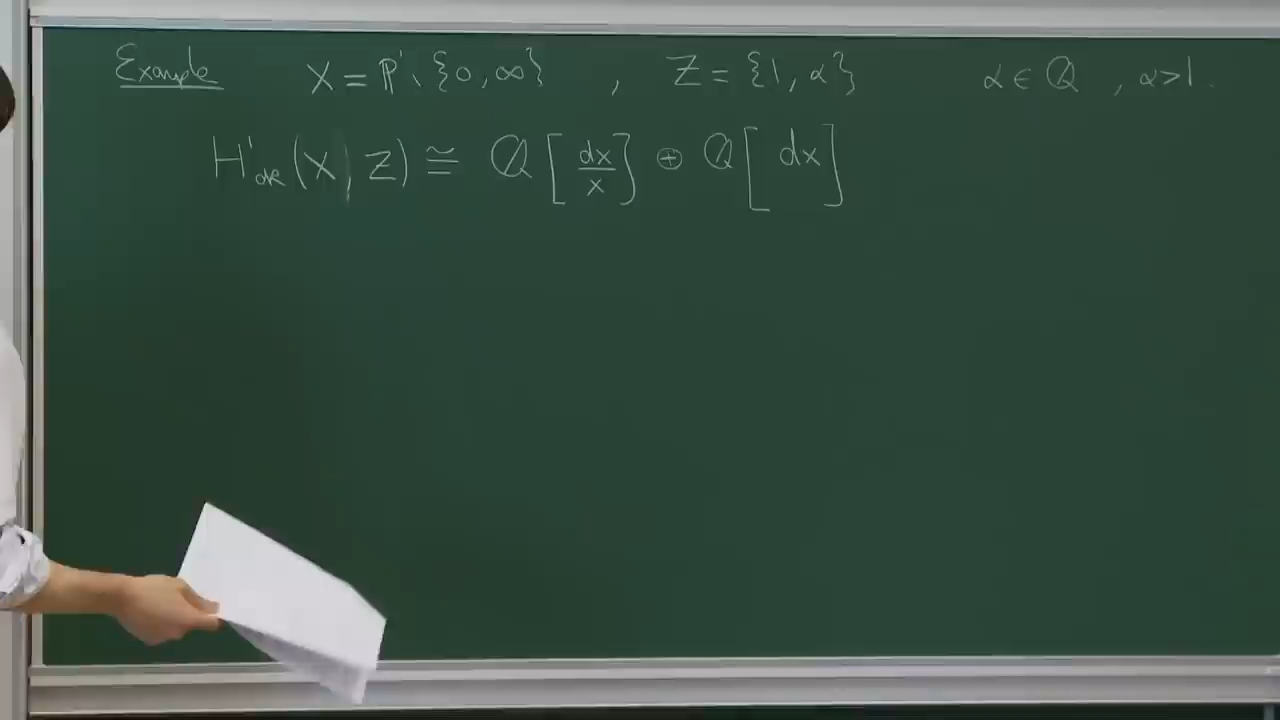 Example X = ℙ¹\{0,∞} , Z = {1,α} α∈ℚ , α>1.
H¹_dR(X,Z) ≅ ℚ[dx/x] ⊕ ℚ[dx]